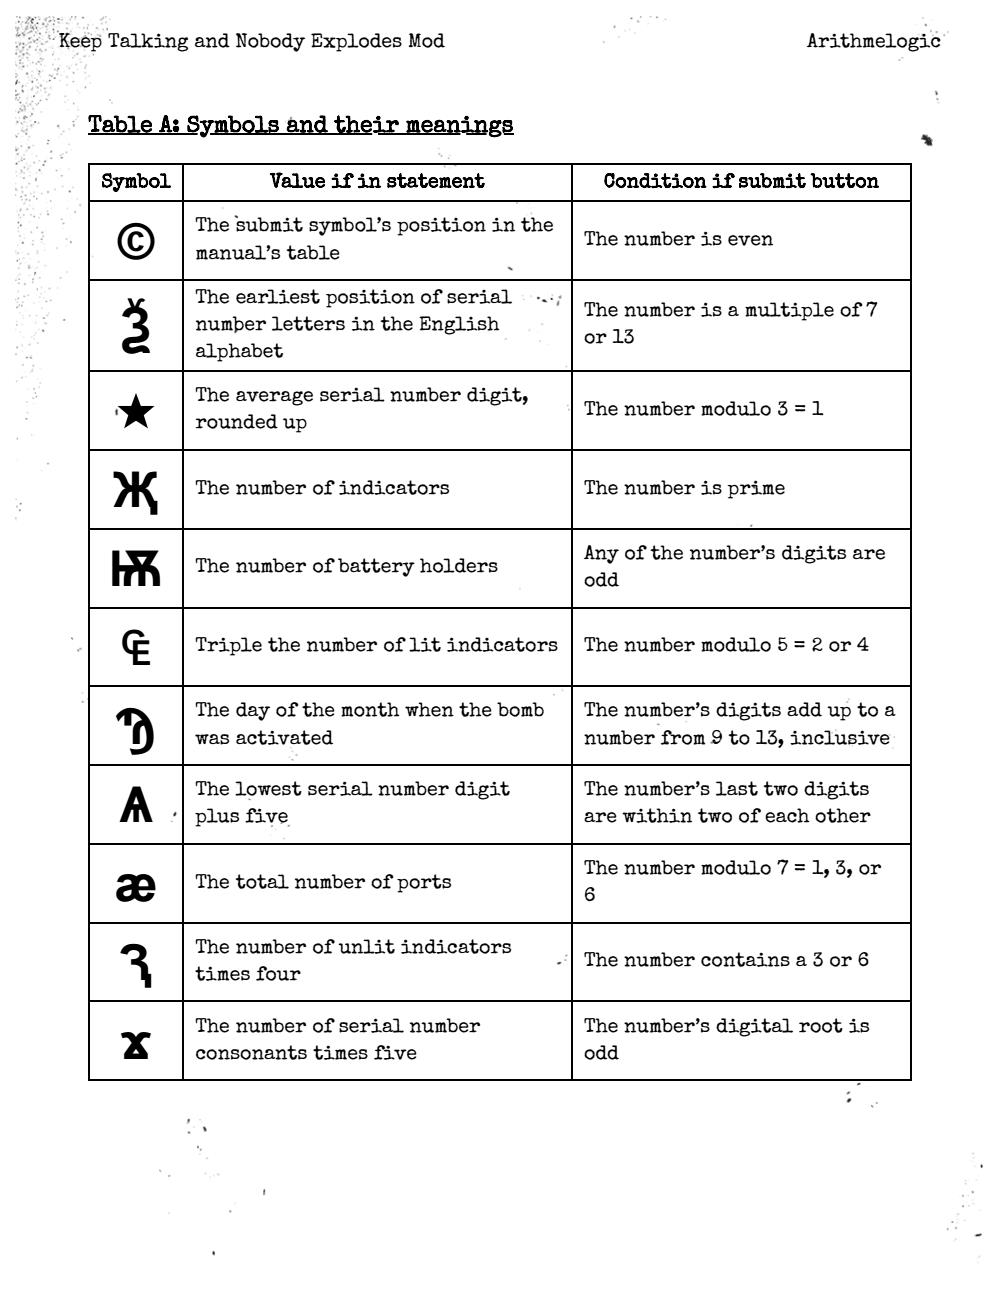 Keep Talking and Nobody Explodes Mod
Arithmelogic
Table A: Symbols and their meanings
Symbol
Value if in statement
Condition if submit button
©
The submit symbol's position in the
manual's table
The number is even
Ѯ
The earliest position of serial
number letters in the English
alphabet
The number is a multiple of 7
or 13
★
The average serial number digit,
rounded up
The number modulo 3 = 1
Җ
The number of indicators
The number is prime
Ѭ
The number of battery holders
Any of the number's digits are
odd
₠
Triple the number of lit indicators
The number modulo 5 = 2 or 4
Ϡ
The day of the month when the bomb
was activated
The number's digits add up to a
number from 9 to 13, inclusive
Ѧ
The lowest serial number digit
plus five
The number's last two digits
are within two of each other
æ
The total number of ports
The number modulo 7 = 1, 3, or
6
Ԇ
The number of unlit indicators
times four
The number contains a 3 or 6
Ϫ
The number of serial number
consonants times five
The number's digital root is
odd